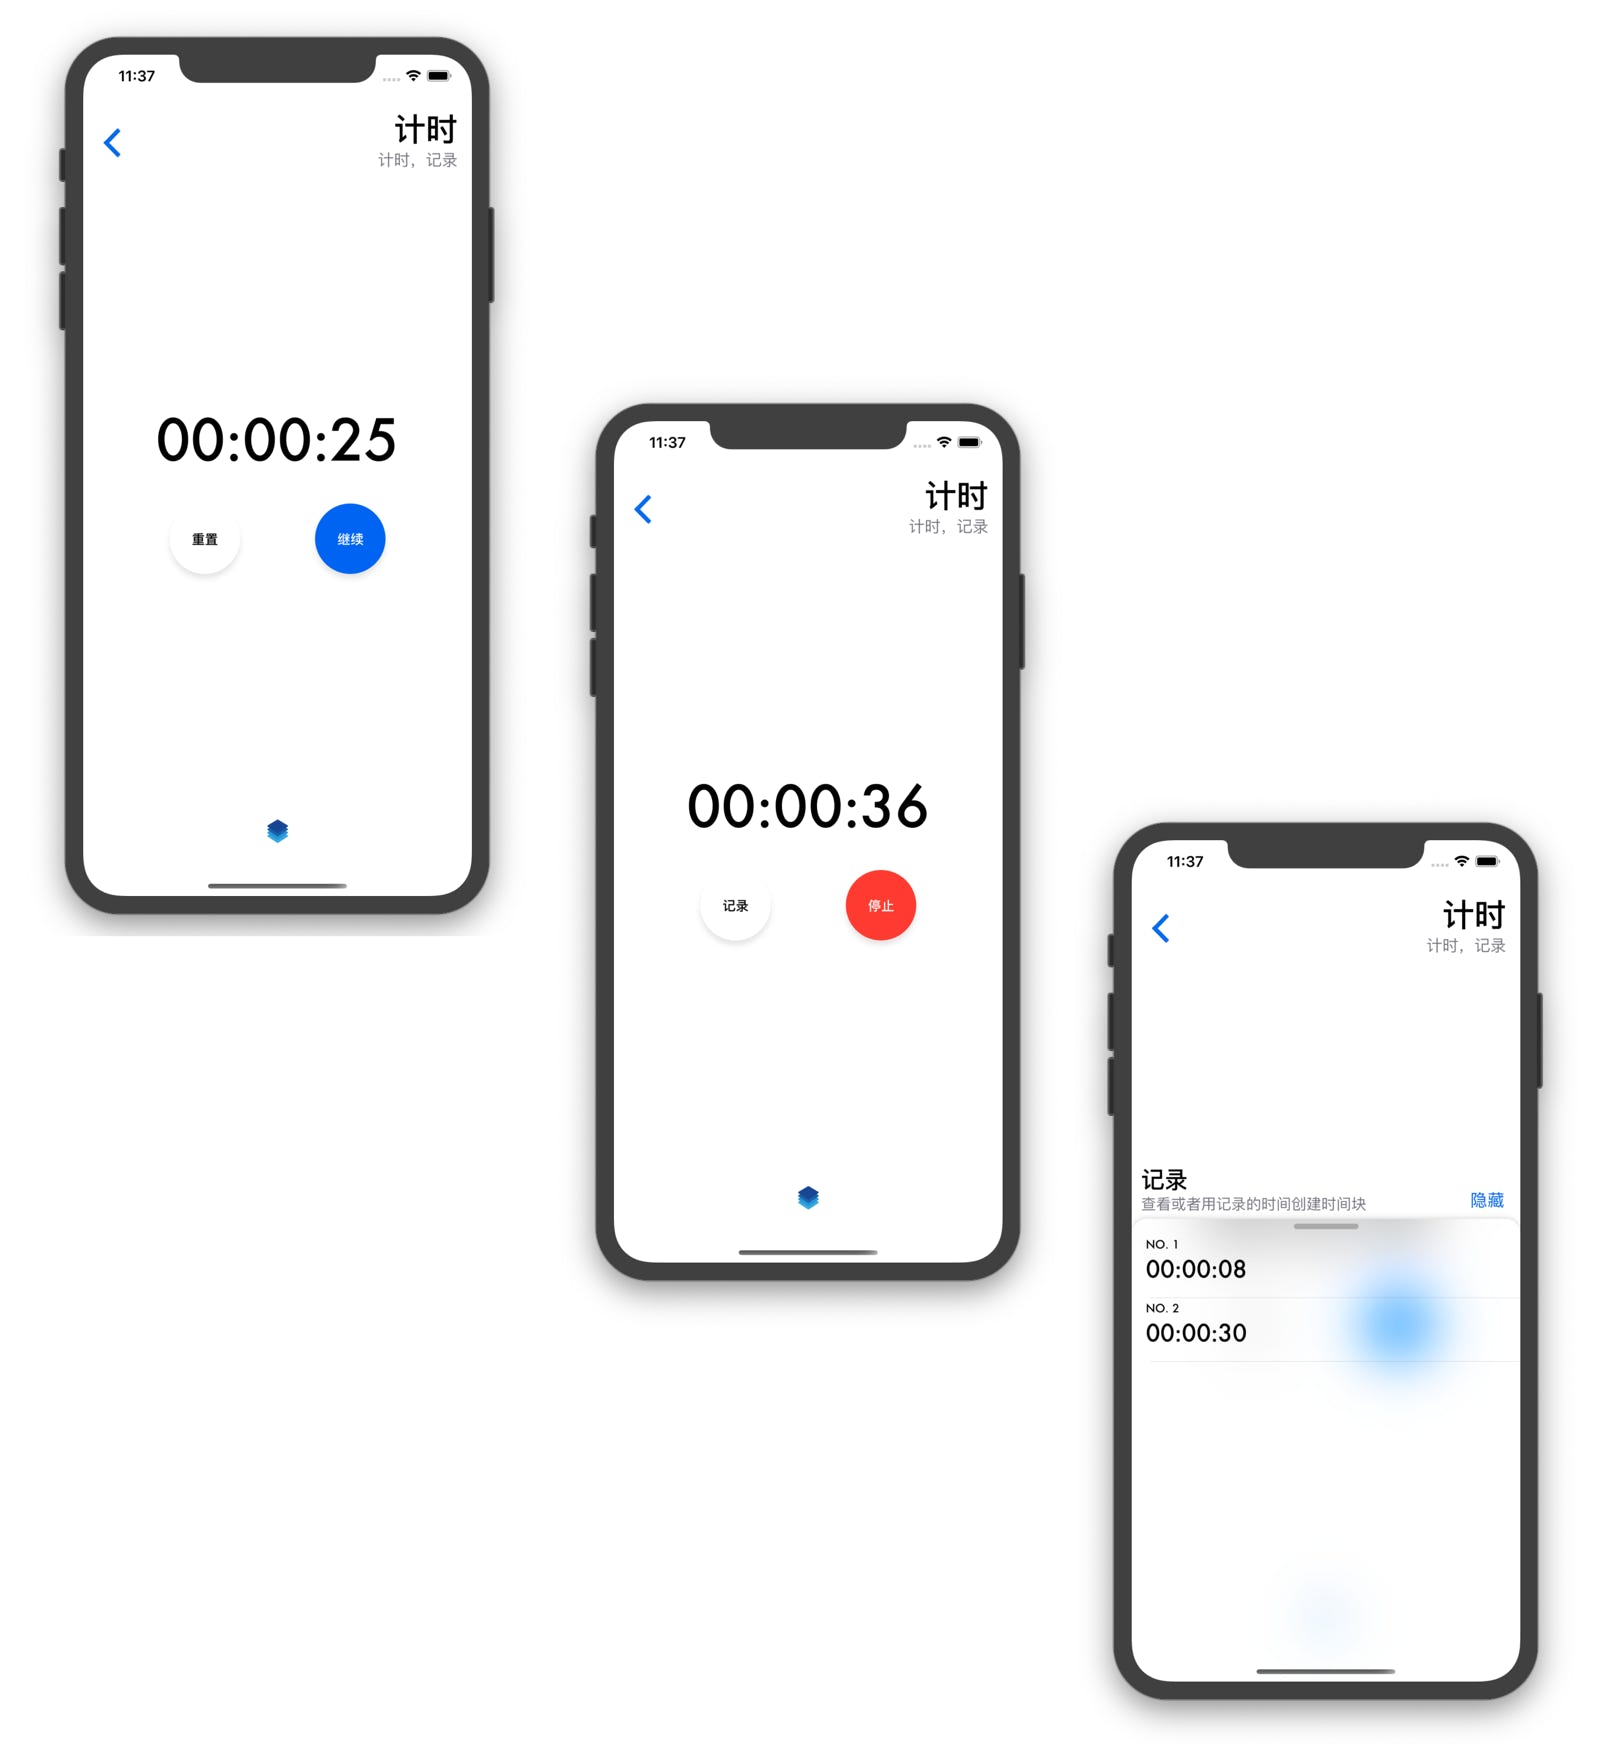 11:37
计时
计时，记录
00:00:25
重置
继续
11:37
计时
计时，记录
00:00:36
记录
停止
11:37
计时
计时，记录
记录
查看或者用记录的时间创建时间块
隐藏
NO. 1
00:00:08
NO. 2
00:00:30